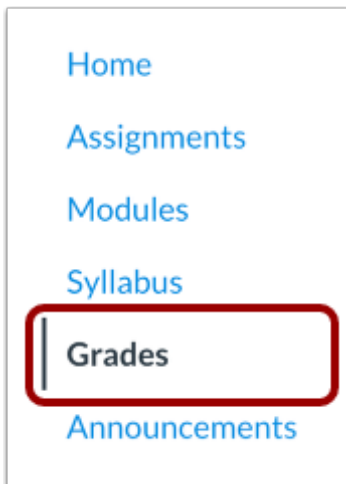 Home
Assignments
Modules
Syllabus
Grades
Announcements